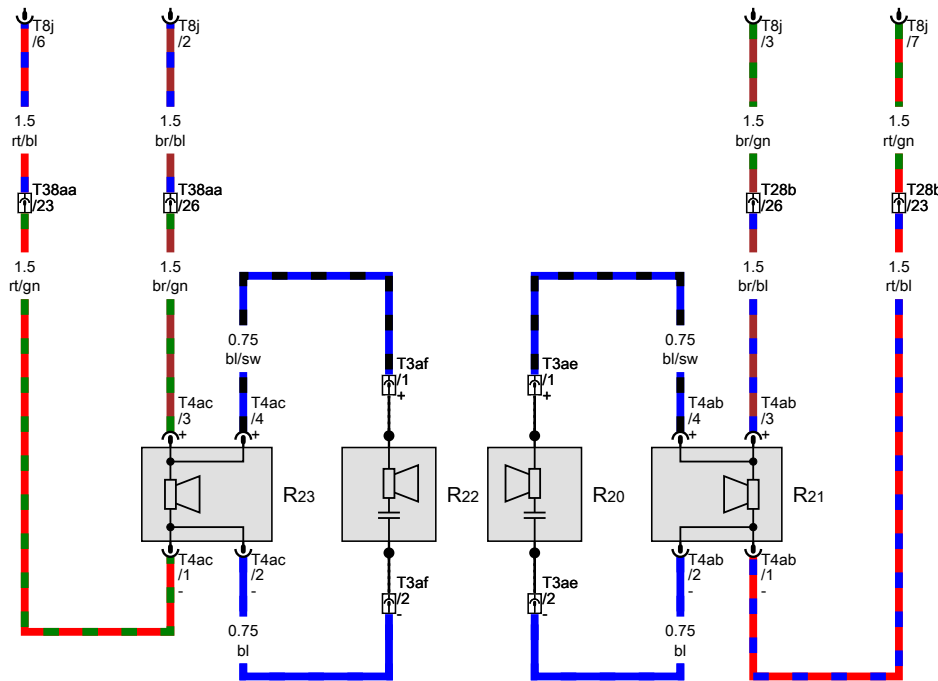 T8j
/6
T8j
/2
T8j
/3
T8j
/7
1.5
rt/bl
1.5
br/bl
1.5
br/gn
1.5
rt/gn
T38aa
/23
T38aa
/26
T28b
/26
T28b
/23
1.5
rt/gn
1.5
br/gn
1.5
br/bl
1.5
rt/bl
0.75
bl/sw
0.75
bl/sw
T3af
/1
+
T3ae
/1
+
T4ac
/3
+
T4ac
/4
+
T4ab
/4
+
T4ab
/3
+
R23
R22
R20
R21
T4ac
/1
-
T4ac
/2
-
T3af
/2
-
T3ae
/2
-
T4ab
/2
-
T4ab
/1
-
0.75
bl
0.75
bl